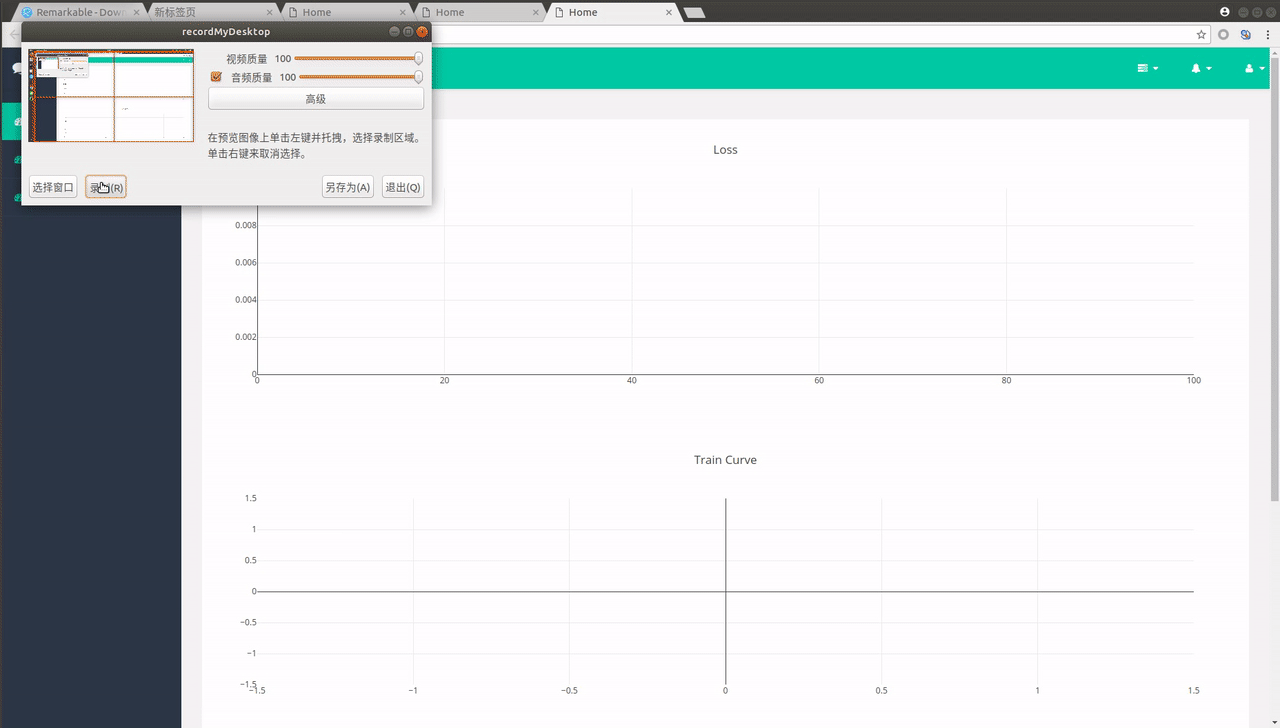 Remarkable - Down
新标签页
Home
Home
Home
recordMyDesktop
视频质量 100
音频质量 100
高级
在预览图像上单击左键并托拽，选择录制区域。
单击右键来取消选择。
选择窗口
(R)
另存为(A)
退出(Q)
Loss
0.008
0.006
0.004
0.002
0
0 20 40 60 80 100
Train Curve
1.5
1
0.5
0
−0.5
−1
−1.5
−1.5 −1 −0.5 0 0.5 1 1.5